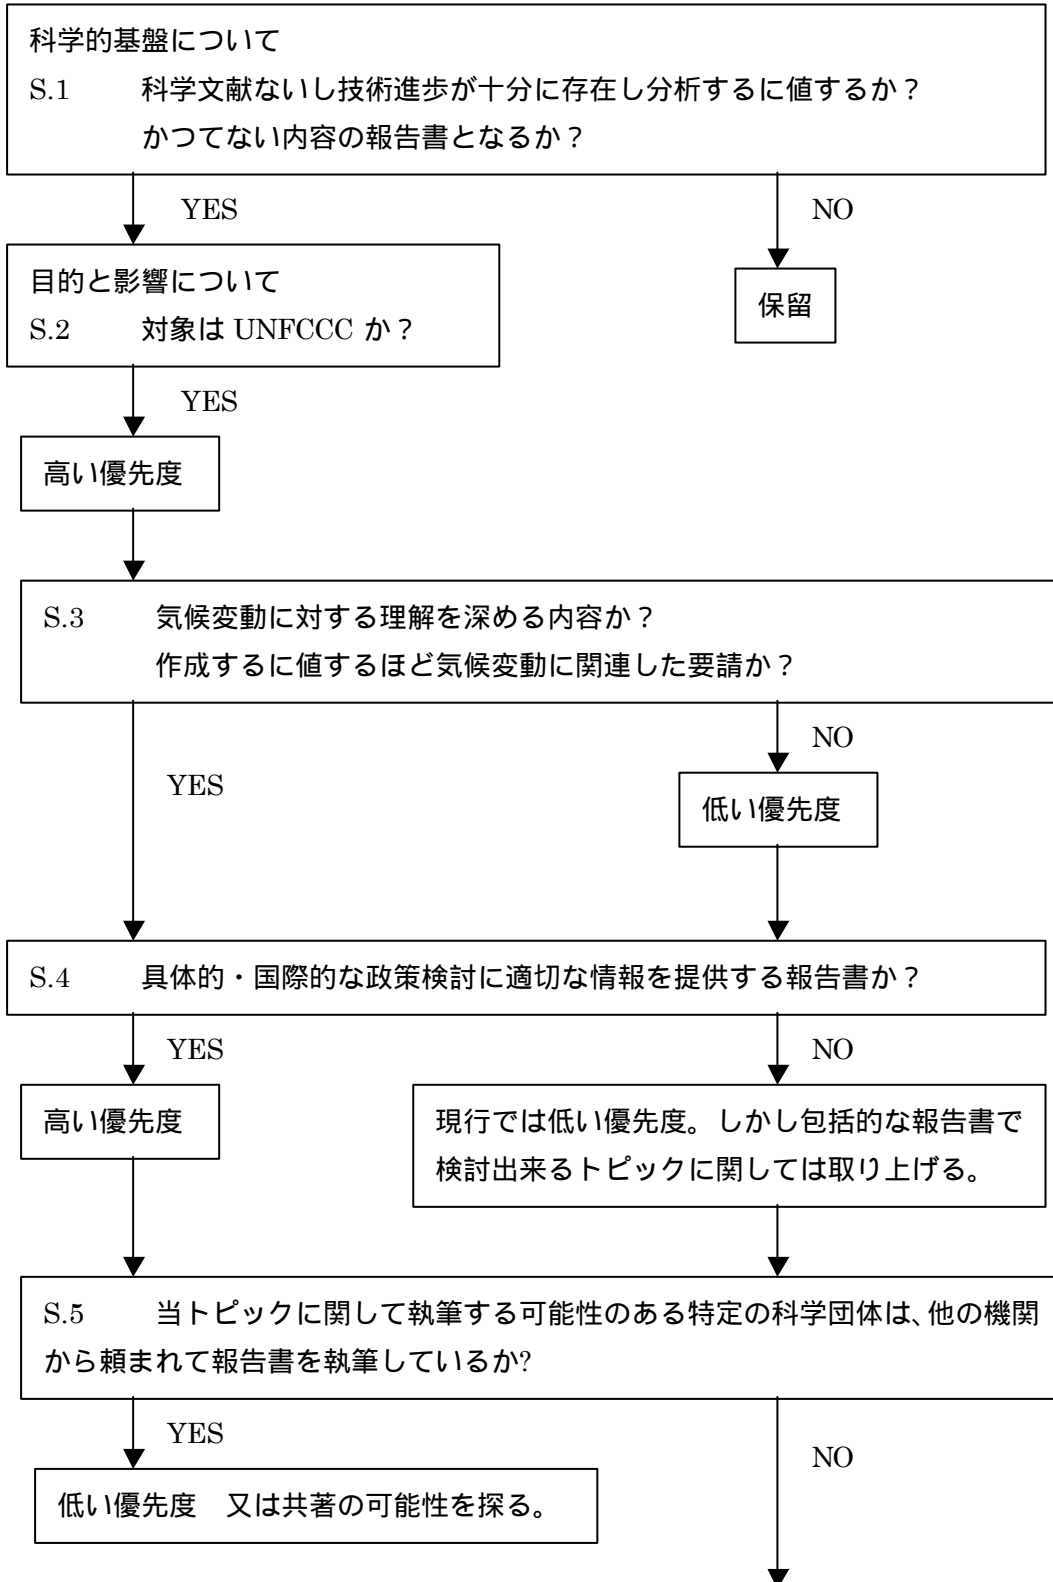 科学的基盤について
S.1 科学文献ないし技術進歩が十分に存在し分析するに値するか？
かつてない内容の報告書となるか？
YES
NO
目的と影響について
S.2 対象は UNFCCC か？
保留
YES
高い優先度
S.3 気候変動に対する理解を深める内容か？
作成するに値するほど気候変動に関連した要請か？
NO
YES
低い優先度
S.4 具体的・国際的な政策検討に適切な情報を提供する報告書か？
YES
NO
高い優先度
現行では低い優先度。しかし包括的な報告書で
検討出来るトピックに関しては取り上げる。
S.5 当トピックに関して執筆する可能性のある特定の科学団体は、他の機関
から頼まれて報告書を執筆しているか?
YES
NO
低い優先度 又は共著の可能性を探る。